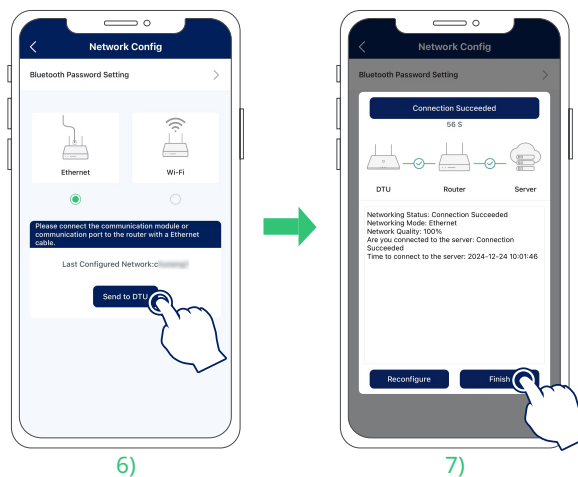 Network Config
Bluetooth Password Setting
Ethernet
Wi-Fi
Please connect the communication module or
communication port to the router with a Ethernet
cable.
Last Configured Network:c
Send to DTU
6)
Network Config
Bluetooth Password Setting
Connection Succeeded
56 S
DTU
Router
Server
Networking Status: Connection Succeeded
Networking Mode: Ethernet
Network Quality: 100%
Are you connected to the server: Connection
Succeeded
Time to connect to the server: 2024-12-24 10:01:46
Reconfigure
Finish
7)